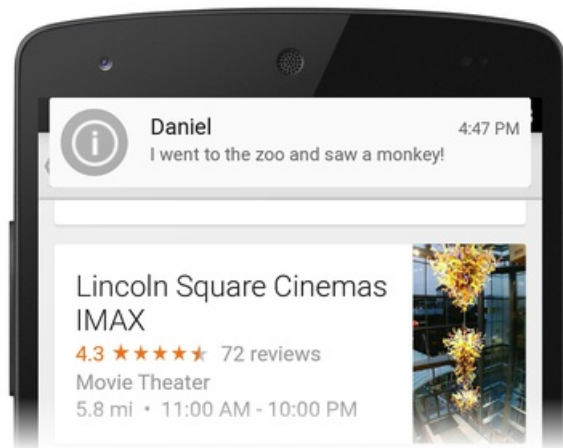 Daniel
4:47 PM
I went to the zoo and saw a monkey!
Lincoln Square Cinemas
IMAX
4.3 ★★★★★ 72 reviews
Movie Theater
5.8 mi • 11:00 AM - 10:00 PM